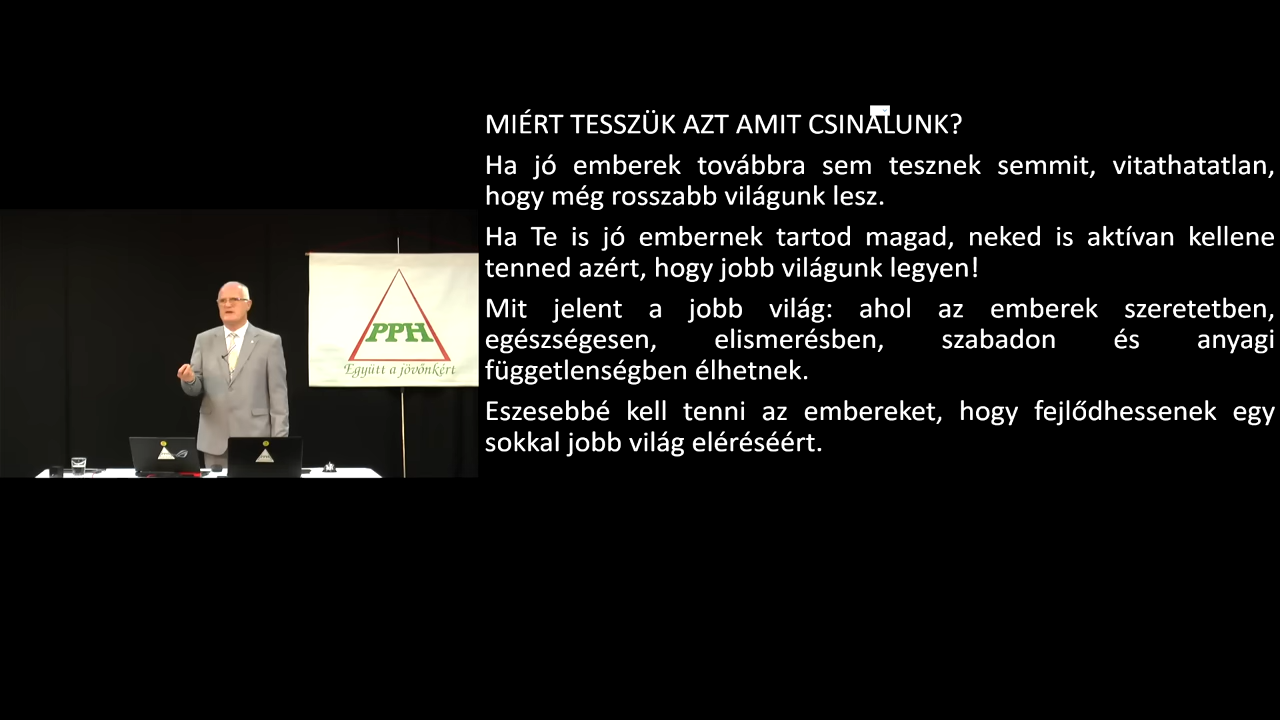 MIÉRT TESSZÜK AZT AMIT CSINÁLUNK?
Ha jó emberek továbbra sem tesznek semmit, vitathatatlan,
hogy még rosszabb világunk lesz.
Ha Te is jó embernek tartod magad, neked is aktívan kellene
tenned azért, hogy jobb világunk legyen!
Mit jelent a jobb világ: ahol az emberek szeretetben,
egészségesen, elismerésben, szabadon és anyagi
függetlenségben élhetnek.
Eszesebbé kell tenni az embereket, hogy fejlődhessenek egy
sokkal jobb világ eléréséért.
PPH
Együtt a jövőnkért